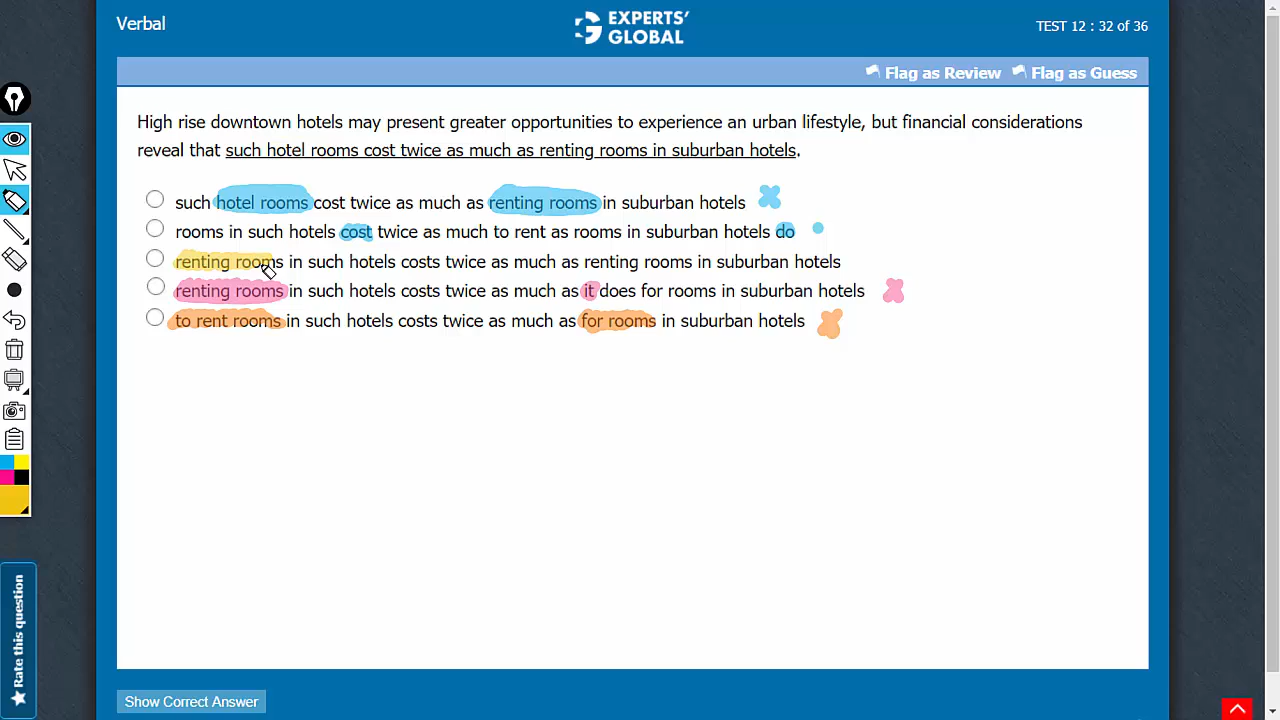 Verbal
EXPERTS'
GLOBAL
TEST 12 : 32 of 36
Flag as Review Flag as Guess
High rise downtown hotels may present greater opportunities to experience an urban lifestyle, but financial considerations
reveal that such hotel rooms cost twice as much as renting rooms in suburban hotels.
such hotel rooms cost twice as much as renting rooms in suburban hotels
rooms in such hotels cost twice as much to rent as rooms in suburban hotels do
renting rooms in such hotels costs twice as much as renting rooms in suburban hotels
renting rooms in such hotels costs twice as much as it does for rooms in suburban hotels
to rent rooms in such hotels costs twice as much as for rooms in suburban hotels
Rate this question
Show Correct Answer